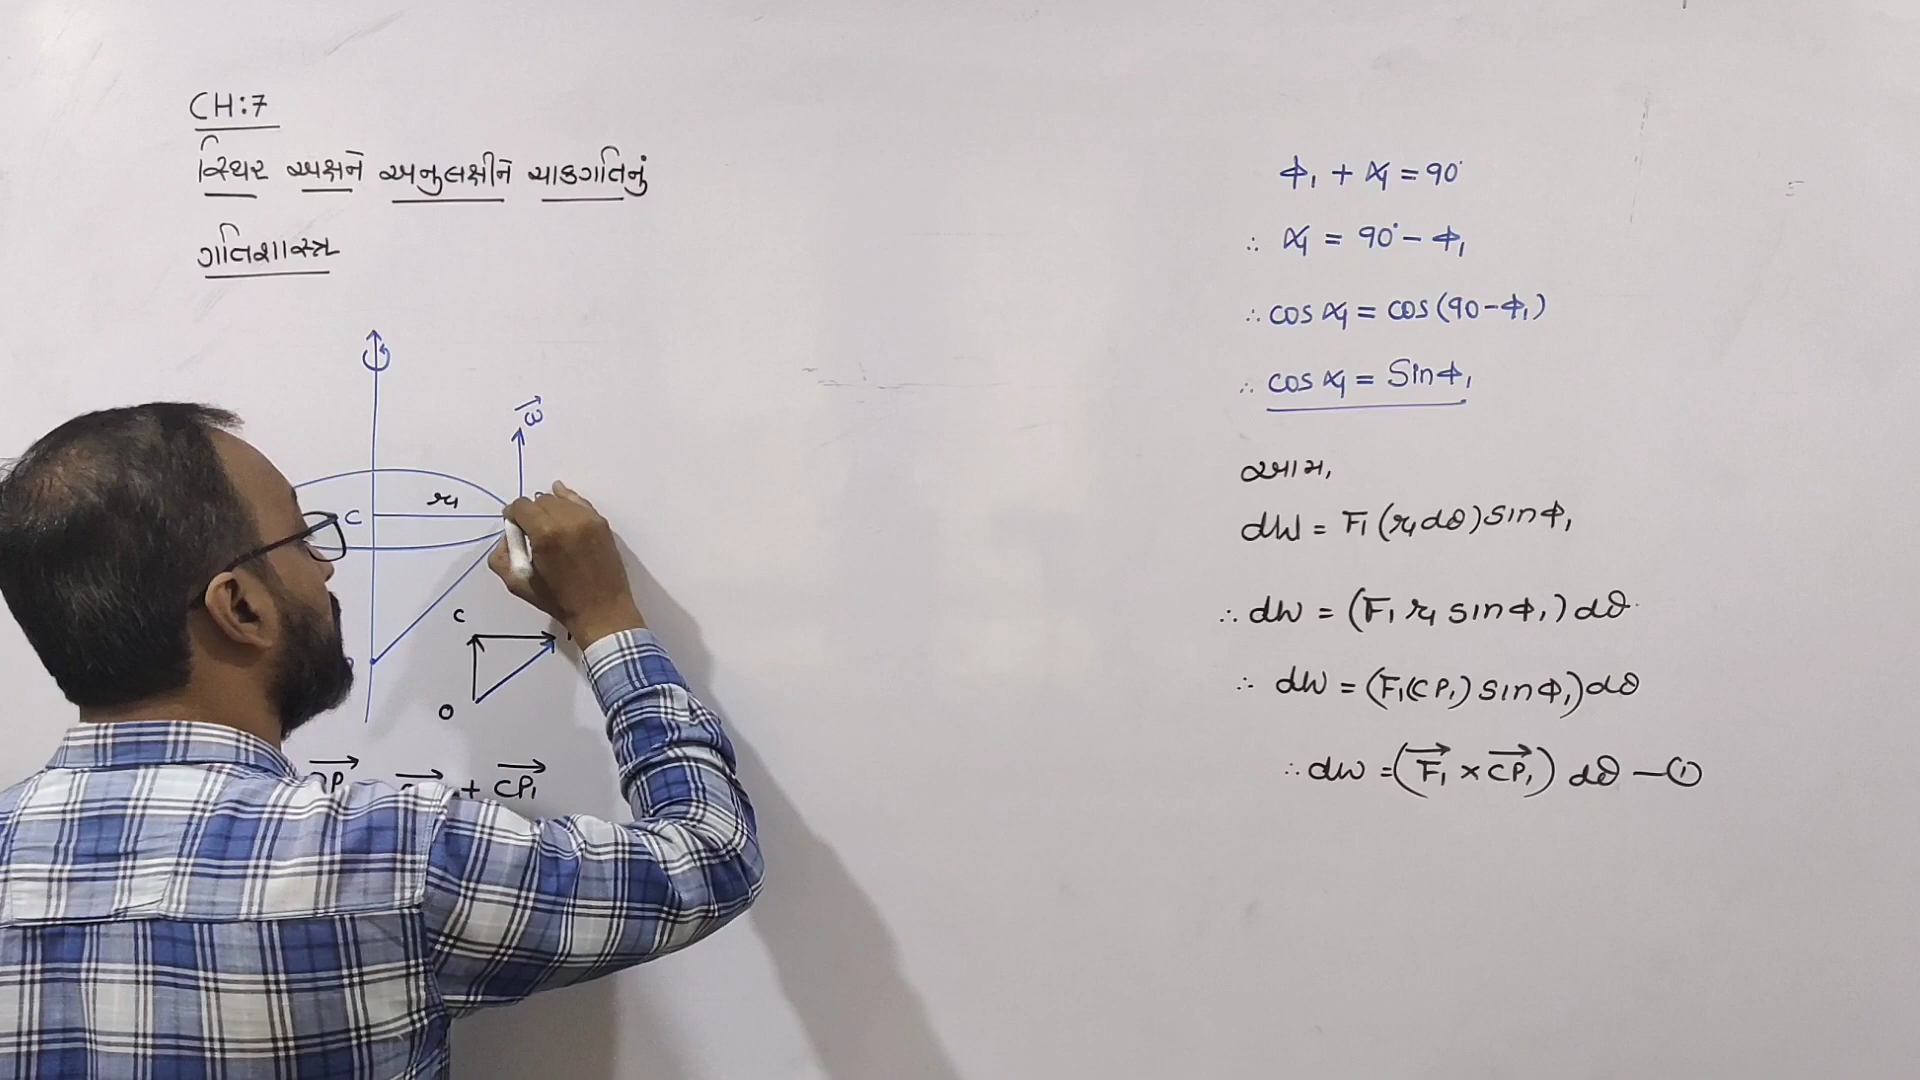 CH:7
સ્થિર અક્ષને અનુલક્ષીને ચાકગતિનું
ગતિશાસ્ત્ર
ω⃗
r₁
C
C
O
CP₁⃗
+
ϕ₁ + α₁ = 90°
∴ α₁ = 90° − ϕ₁
∴ cos α₁ = cos (90 − ϕ₁)
∴ cos α₁ = Sin ϕ₁
આમ,
dW = F₁ (r₁dθ) sin ϕ₁
∴ dW = (F₁ r₁ sin ϕ₁) dθ
∴ dW = (F₁(CP₁) sin ϕ₁) dθ
∴ dW = (F₁⃗ × CP₁⃗) dθ — ①